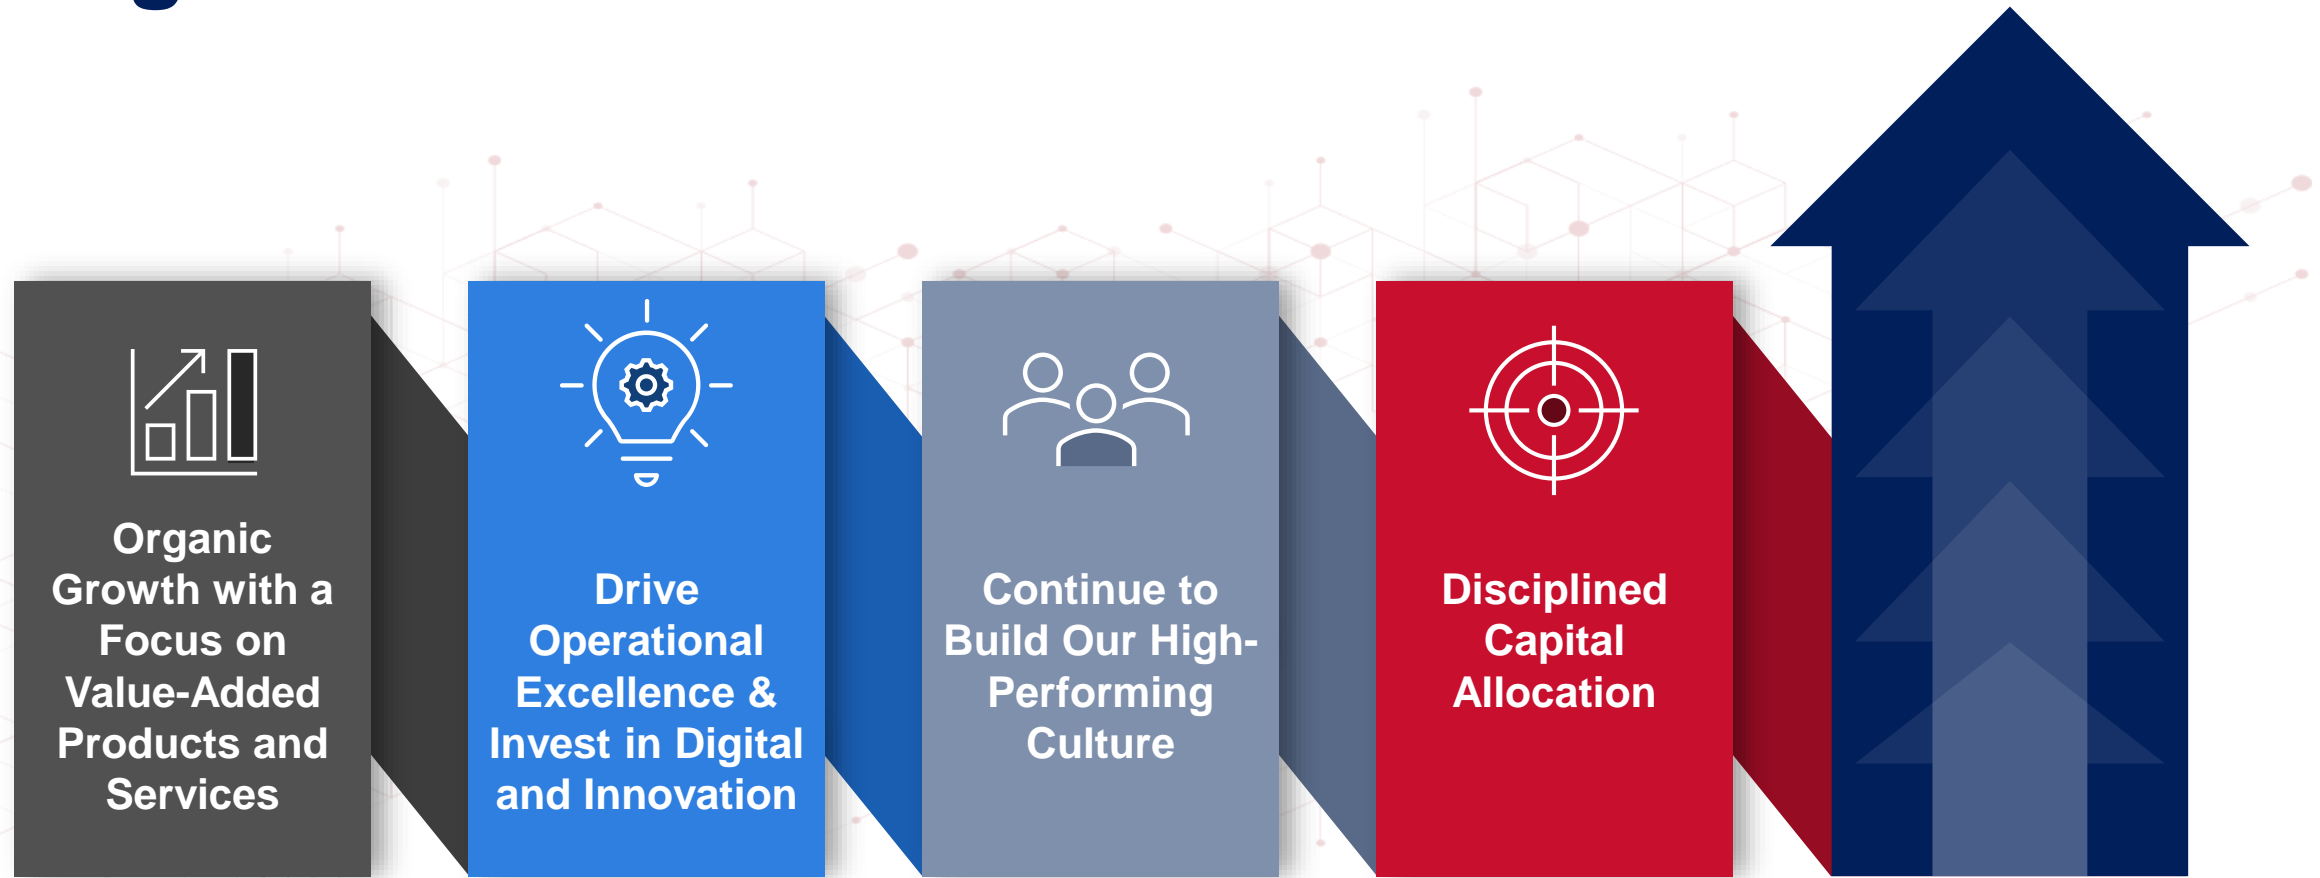 Organic
Growth with a
Focus on
Value-Added
Products and
Services
Drive
Operational
Excellence &
Invest in Digital
and Innovation
Continue to
Build Our High-
Performing
Culture
Disciplined
Capital
Allocation